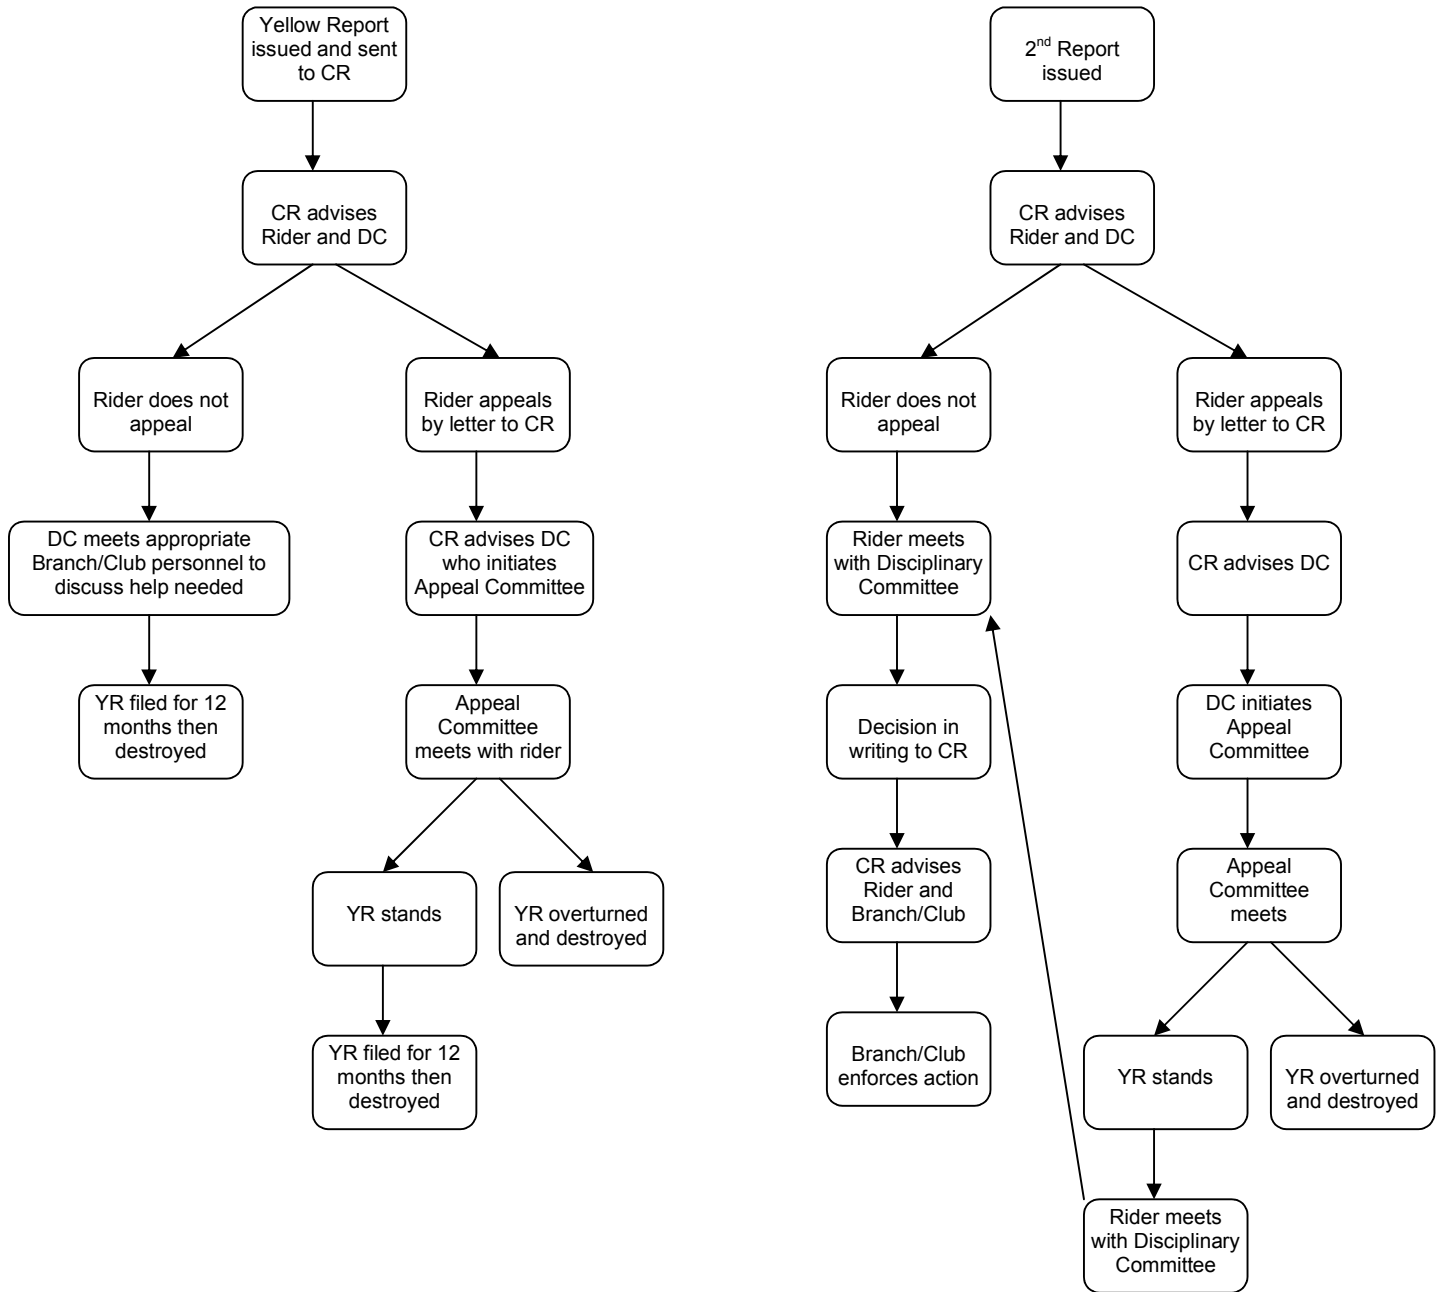 Yellow Report
issued and sent
to CR
CR advises
Rider and DC
Rider does not
appeal
Rider appeals
by letter to CR
DC meets appropriate
Branch/Club personnel to
discuss help needed
CR advises DC
who initiates
Appeal Committee
YR filed for 12
months then
destroyed
Appeal
Committee
meets with rider
YR stands
YR overturned
and destroyed
YR filed for 12
months then
destroyed
2nd Report
issued
CR advises
Rider and DC
Rider does not
appeal
Rider appeals
by letter to CR
Rider meets
with Disciplinary
Committee
CR advises DC
Decision in
writing to CR
DC initiates
Appeal
Committee
CR advises
Rider and
Branch/Club
Appeal
Committee
meets
Branch/Club
enforces action
YR stands
YR overturned
and destroyed
Rider meets
with Disciplinary
Committee